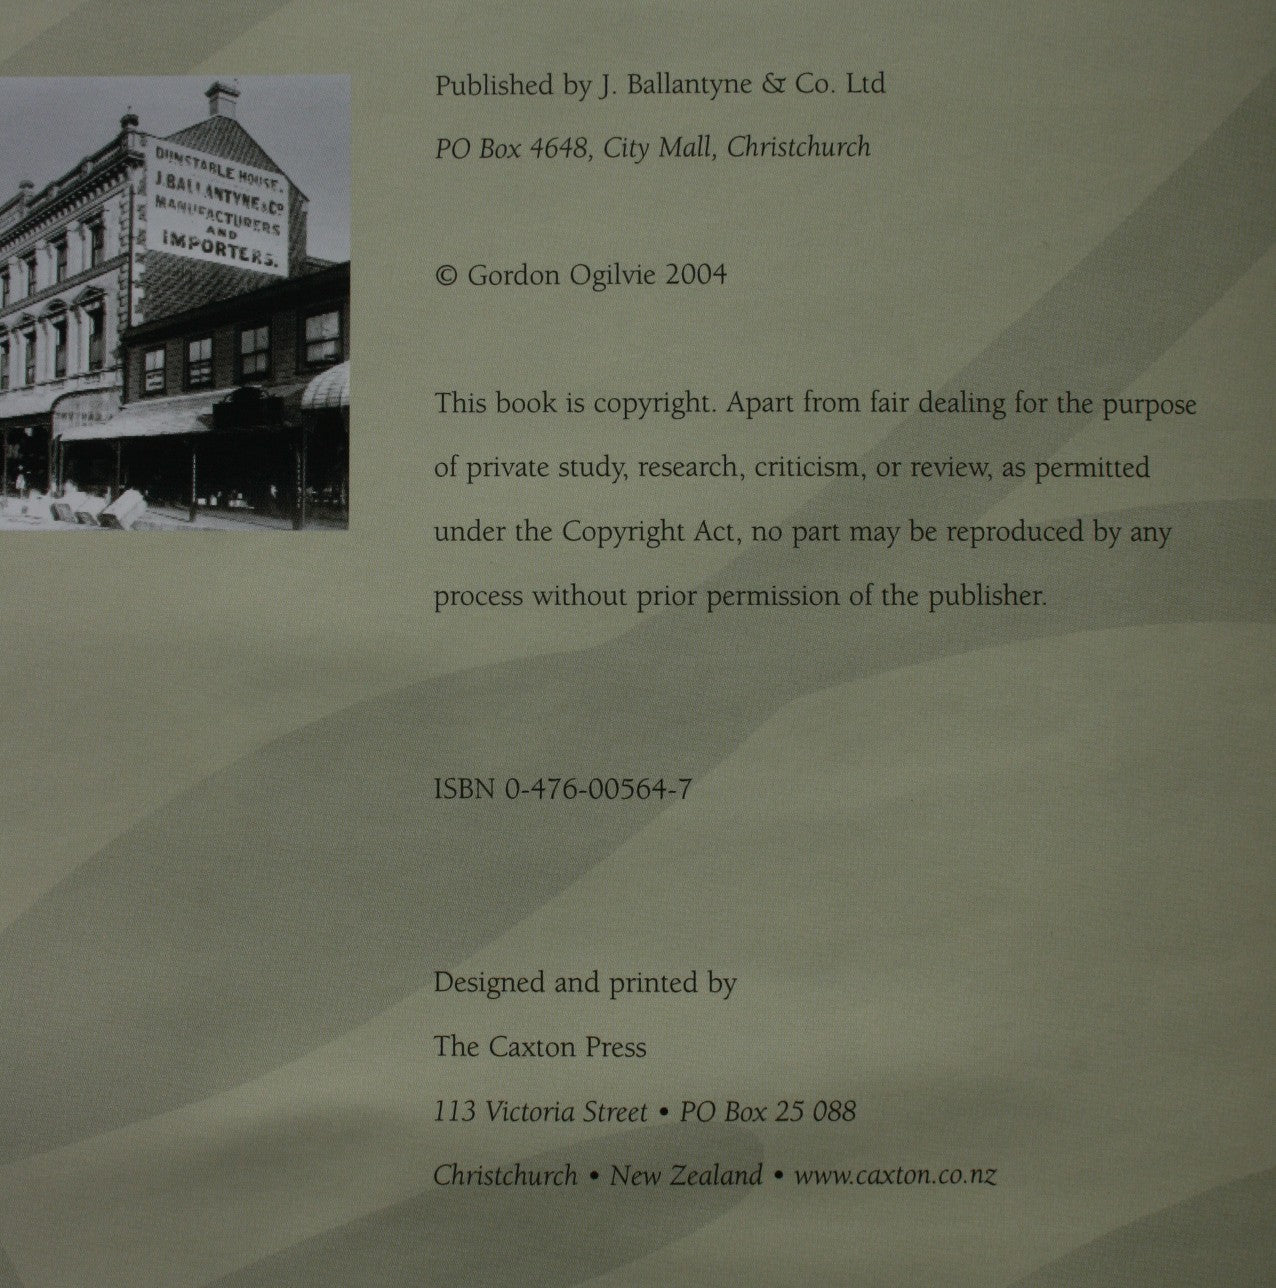 DUNSTABLE HOUSE.
J. BALLANTYNE & CO
MANUFACTURERS
AND
IMPORTERS.
Published by J. Ballantyne & Co. Ltd
PO Box 4648, City Mall, Christchurch
© Gordon Ogilvie 2004
This book is copyright. Apart from fair dealing for the purpose
of private study, research, criticism, or review, as permitted
under the Copyright Act, no part may be reproduced by any
process without prior permission of the publisher.
ISBN 0-476-00564-7
Designed and printed by
The Caxton Press
113 Victoria Street • PO Box 25 088
Christchurch • New Zealand • www.caxton.co.nz